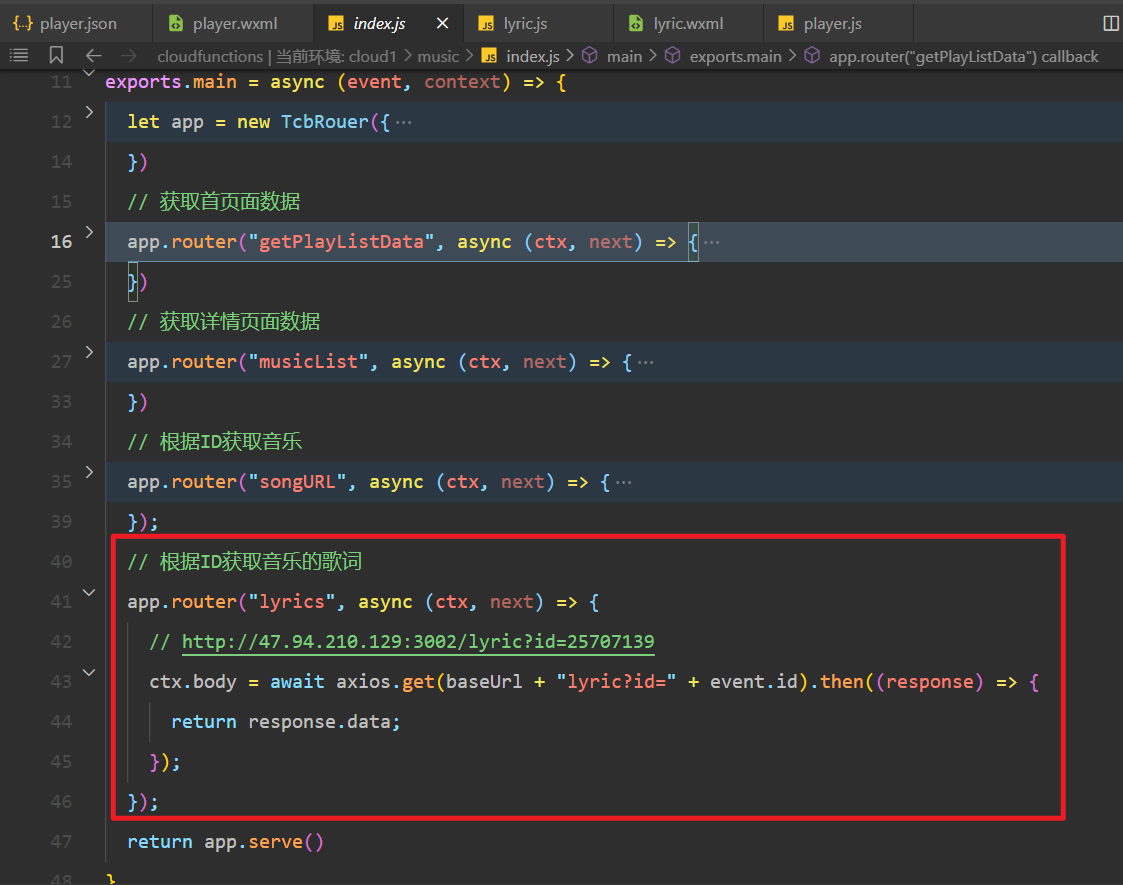 {..} player.json player.wxml JS index.js × JS lyric.js lyric.wxml JS player.js
cloudfunctions | 当前环境: cloud1 > music > JS index.js > main > exports.main > app.router("getPlayListData") callback
11 exports.main = async (event, context) => {
12 let app = new TcbRouer({ ···
14 })
15 // 获取首页面数据
16 app.router("getPlayListData", async (ctx, next) => { ···
25 })
26 // 获取详情页面数据
27 app.router("musicList", async (ctx, next) => { ···
33 })
34 // 根据ID获取音乐
35 app.router("songURL", async (ctx, next) => { ···
39 });
40 // 根据ID获取音乐的歌词
41 app.router("lyrics", async (ctx, next) => {
42 // http://47.94.210.129:3002/lyric?id=25707139
43 ctx.body = await axios.get(baseUrl + "lyric?id=" + event.id).then((response) => {
44 return response.data;
45 });
46 });
47 return app.serve()
48 }